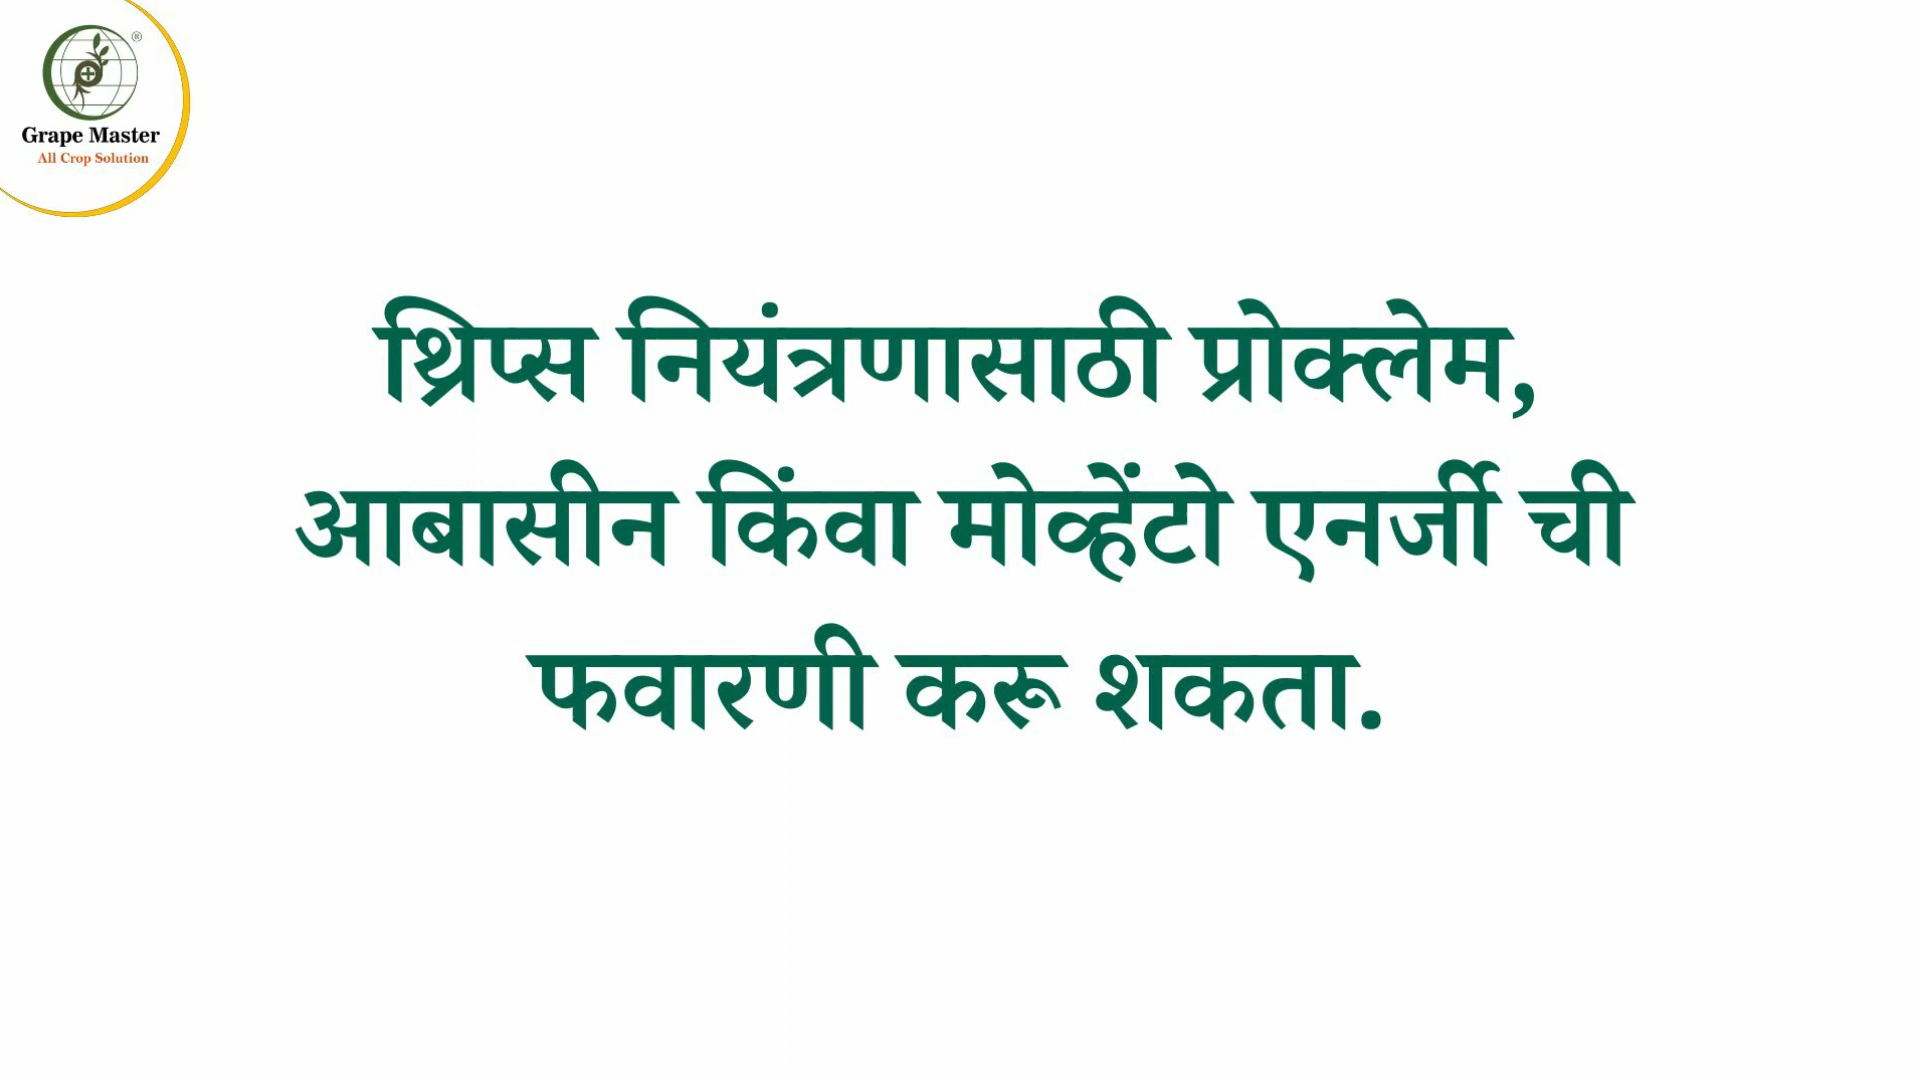 ®
Grape Master
All Crop Solution
थ्रिप्स नियंत्रणासाठी प्रोक्लेम,
आबासीन किंवा मोव्हेंटो एनर्जी ची
फवारणी करू शकता.